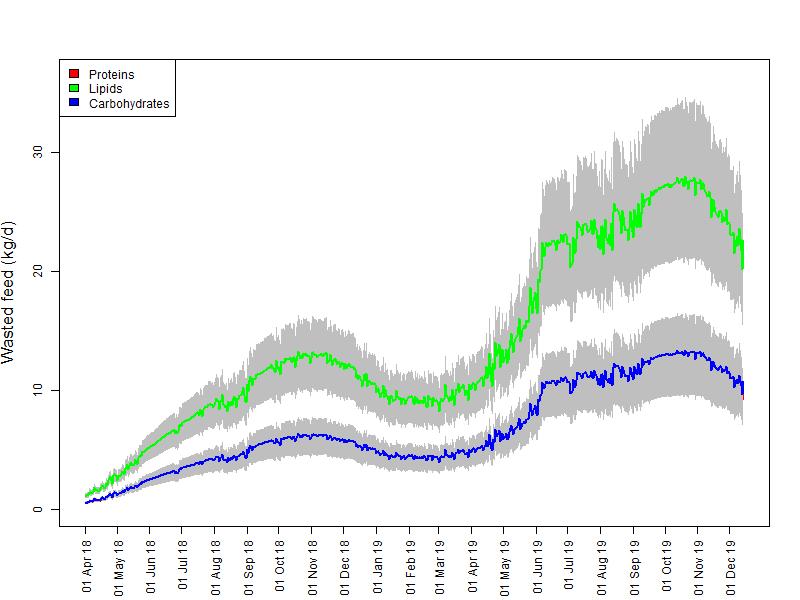 Proteins
Lipids
Carbohydrates
Wasted feed (kg/d)
30
20
10
0
01 Apr 18
01 May 18
01 Jun 18
01 Jul 18
01 Aug 18
01 Sep 18
01 Oct 18
01 Nov 18
01 Dec 18
01 Jan 19
01 Feb 19
01 Mar 19
01 Apr 19
01 May 19
01 Jun 19
01 Jul 19
01 Aug 19
01 Sep 19
01 Oct 19
01 Nov 19
01 Dec 19